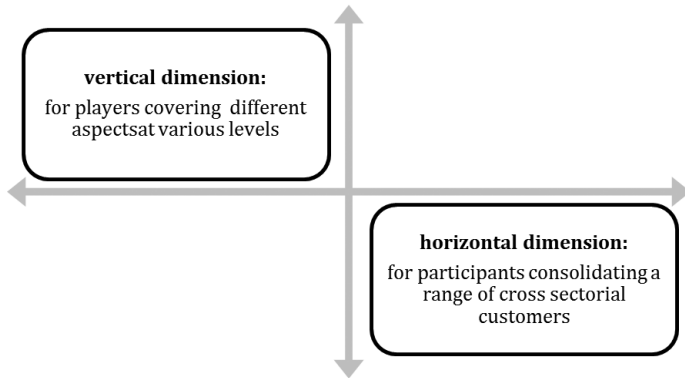 vertical dimension:
for players covering different
aspectsat various levels
horizontal dimension:
for participants consolidating a
range of cross sectorial
customers